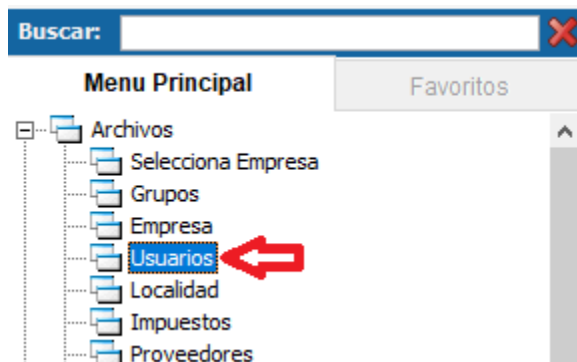 Buscar:
Menu Principal
Favoritos
Archivos
Selecciona Empresa
Grupos
Empresa
Usuarios
Localidad
Impuestos
Proveedores